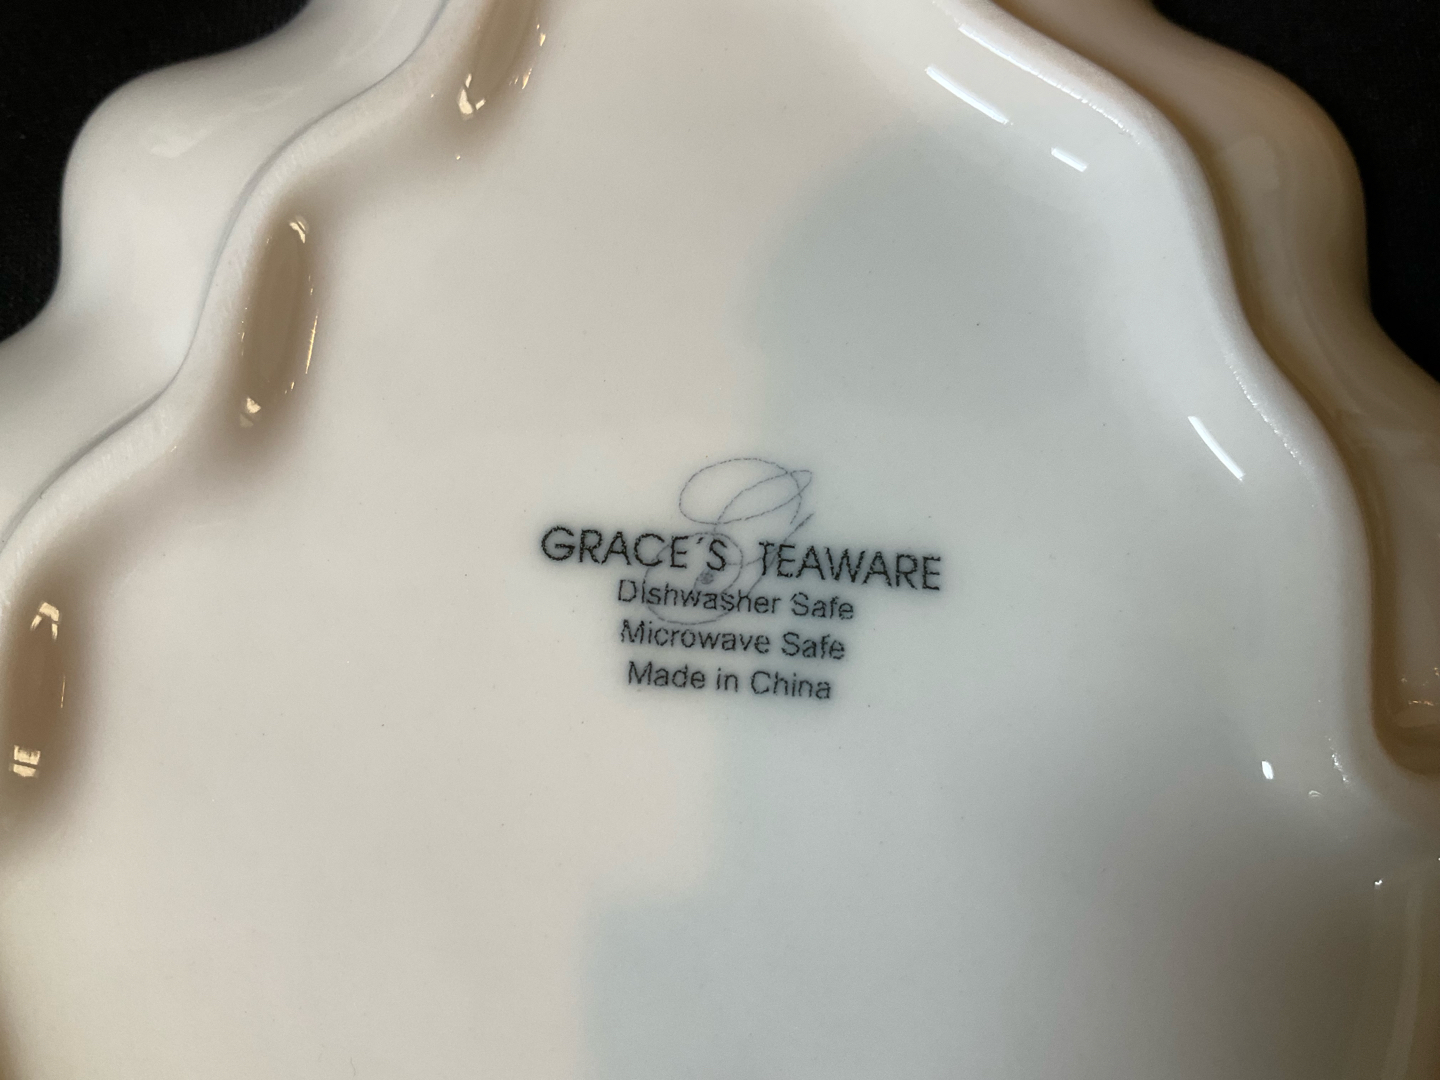 G
GRACE´S TEAWARE
Dishwasher Safe
Microwave Safe
Made in China